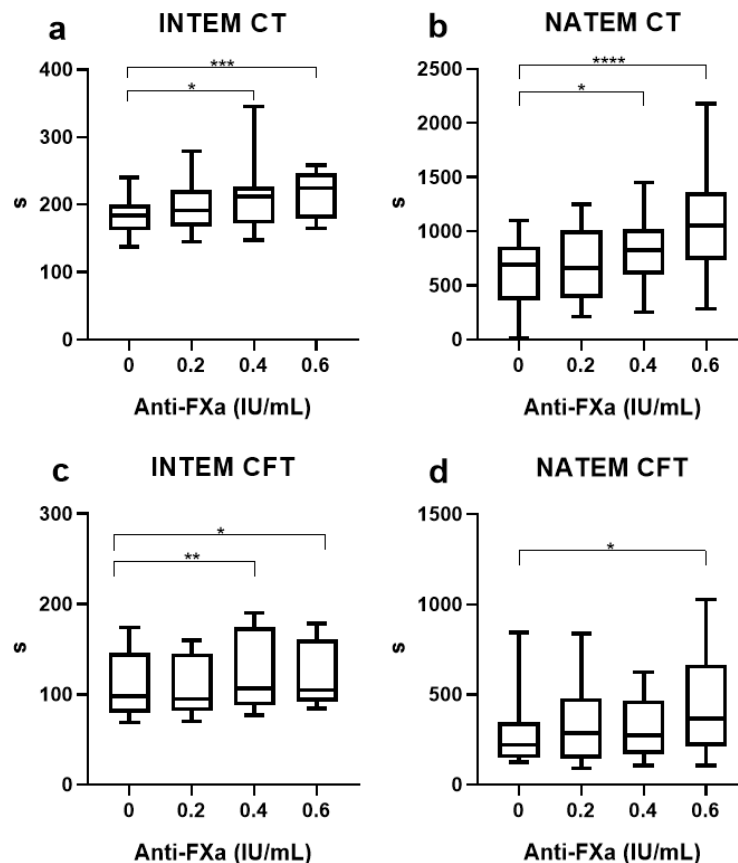 a INTEM CT
400
300
200
100
0
s
***
*
0 0.2 0.4 0.6
Anti-FXa (IU/mL)
b NATEM CT
2500
2000
1500
1000
500
0
s
****
*
0 0.2 0.4 0.6
Anti-FXa (IU/mL)
c INTEM CFT
300
200
100
0
s
*
**
0 0.2 0.4 0.6
Anti-FXa (IU/mL)
d NATEM CFT
1500
1000
500
0
s
*
0 0.2 0.4 0.6
Anti-FXa (IU/mL)